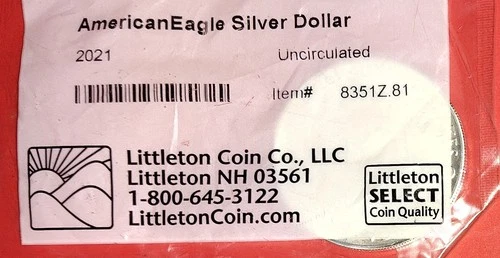 AmericanEagle Silver Dollar
2021 Uncirculated
Item# 8351Z.81
Littleton Coin Co., LLC
Littleton NH 03561
1-800-645-3122
LittletonCoin.com
Littleton
SELECT
Coin Quality